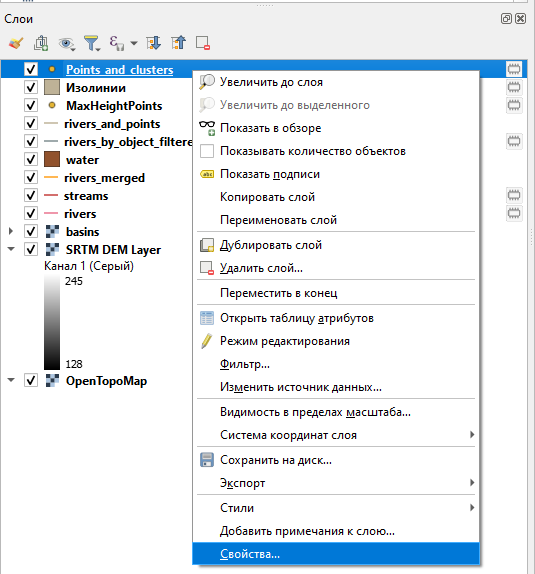 Слои
Points_and_clusters
Изолинии
MaxHeightPoints
rivers_and_points
rivers_by_object_filtere
water
rivers_merged
streams
rivers
basins
SRTM DEM Layer
Канал 1 (Серый)
245
128
OpenTopoMap
Увеличить до слоя
Увеличить до выделенного
Показать в обзоре
Показывать количество объектов
abc Показать подписи
Копировать слой
Переименовать слой
Дублировать слой
Удалить слой...
Переместить в конец
Открыть таблицу атрибутов
Режим редактирования
Фильтр...
Изменить источник данных...
Видимость в пределах масштаба...
Система координат слоя
Сохранить на диск...
Экспорт
Стили
Добавить примечания к слою...
Свойства...